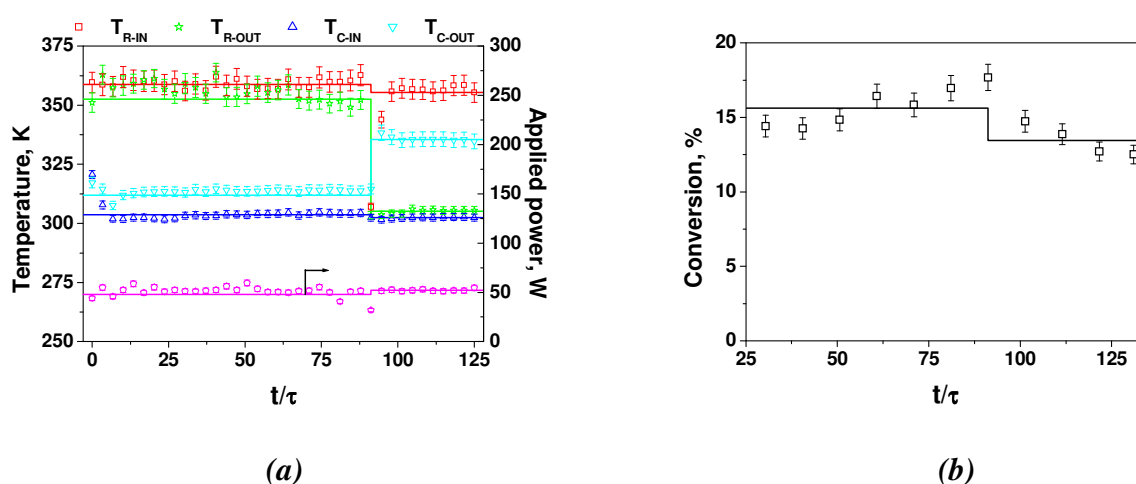 T_R-IN T_R-OUT T_C-IN T_C-OUT
375
350
325
300
275
250
Temperature, K
300
250
200
150
100
50
0
Applied power, W
0 25 50 75 100 125
t/τ
(a)
20
15
10
5
0
Conversion, %
25 50 75 100 125
t/τ
(b)